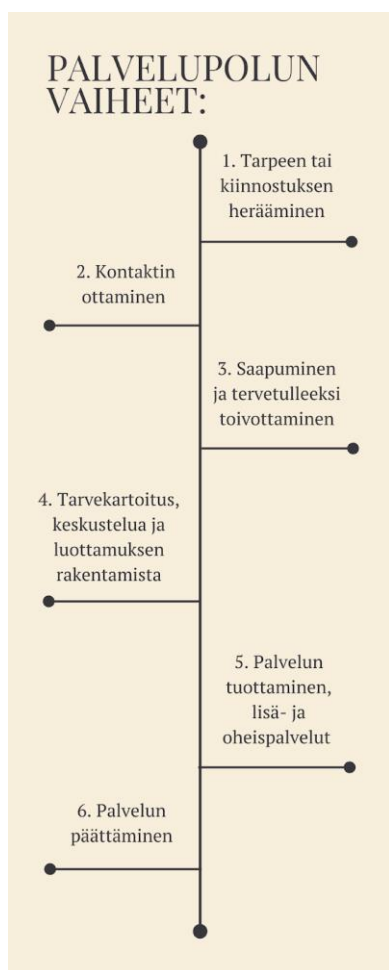 PALVELUPOLUN
VAIHEET:
1. Tarpeen tai
kiinnostuksen
herääminen
2. Kontaktin
ottaminen
3. Saapuminen
ja tervetulleeksi
toivottaminen
4. Tarvekartoitus,
keskustelua ja
luottamuksen
rakentamista
5. Palvelun
tuottaminen,
lisä- ja
oheispalvelut
6. Palvelun
päättäminen